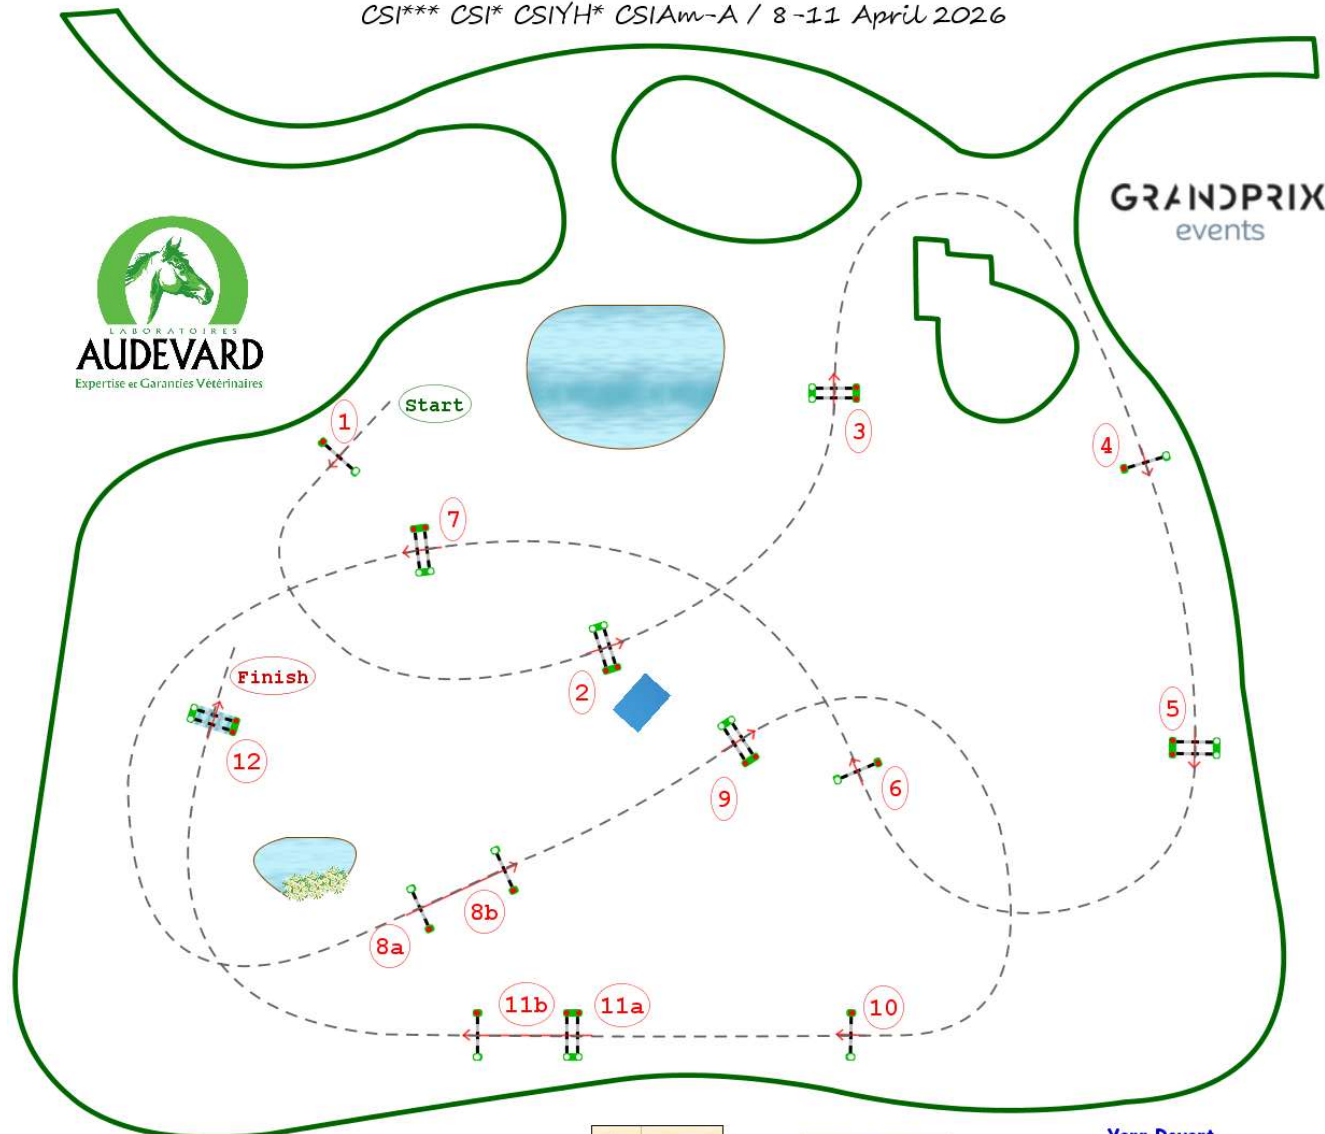 CSI*** CSI* CSIYH* CSIAm-A / 8-11 April 2026
GRANDPRIX
events
LABORATOIRES
AUDEVARD
Expertise et Garanties Vétérinaires
Start
1
3
4
7
2
Finish
12
5
9
6
8b
8a
11b
11a
10